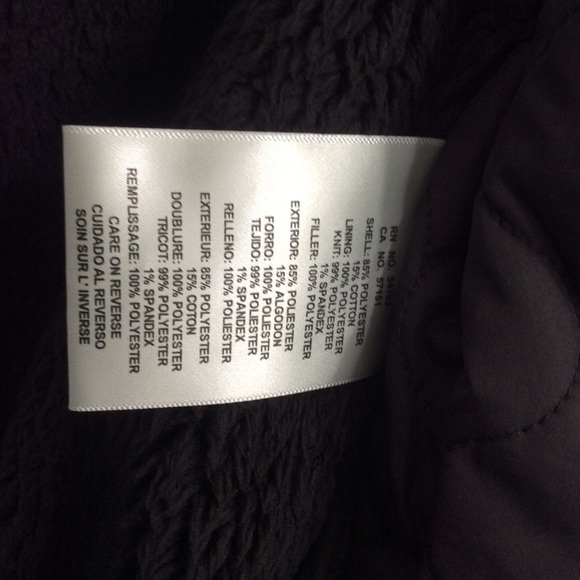 RN NO.
CA NO. 57151
SHELL: 85% POLYESTER
15% COTTON
LINING: 100% POLYESTER
KNIT: 99% POLYESTER
1% SPANDEX
FILLER: 100% POLYESTER
EXTERIOR: 85% POLIESTER
15% ALGODON
FORRO: 100% POLIESTER
TEJIDO: 99% POLIESTER
1% SPANDEX
RELLENO: 100% POLIESTER
EXTERIEUR: 85% POLYESTER
15% COTON
DOUBLURE: 100% POLYESTER
TRICOT: 99% POLYESTER
1% SPANDEX
REMPLISSAGE: 100% POLYESTER
CARE ON REVERSE
CUIDADO AL REVERSO
SOIN SUR L' INVERSE